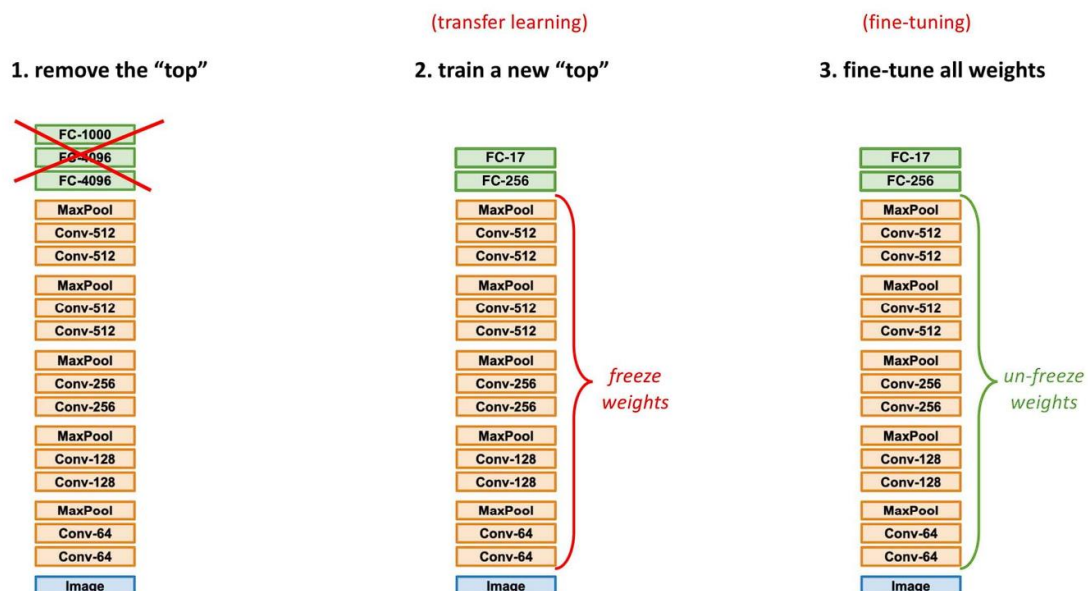 (transfer learning)
(fine-tuning)
1. remove the “top”
2. train a new “top”
3. fine-tune all weights
FC-1000
FC-4096
FC-4096
MaxPool
Conv-512
Conv-512
MaxPool
Conv-512
Conv-512
MaxPool
Conv-256
Conv-256
MaxPool
Conv-128
Conv-128
MaxPool
Conv-64
Conv-64
Image
FC-17
FC-256
MaxPool
Conv-512
Conv-512
MaxPool
Conv-512
Conv-512
MaxPool
Conv-256
Conv-256
MaxPool
Conv-128
Conv-128
MaxPool
Conv-64
Conv-64
Image
freeze
weights
FC-17
FC-256
MaxPool
Conv-512
Conv-512
MaxPool
Conv-512
Conv-512
MaxPool
Conv-256
Conv-256
MaxPool
Conv-128
Conv-128
MaxPool
Conv-64
Conv-64
Image
un-freeze
weights